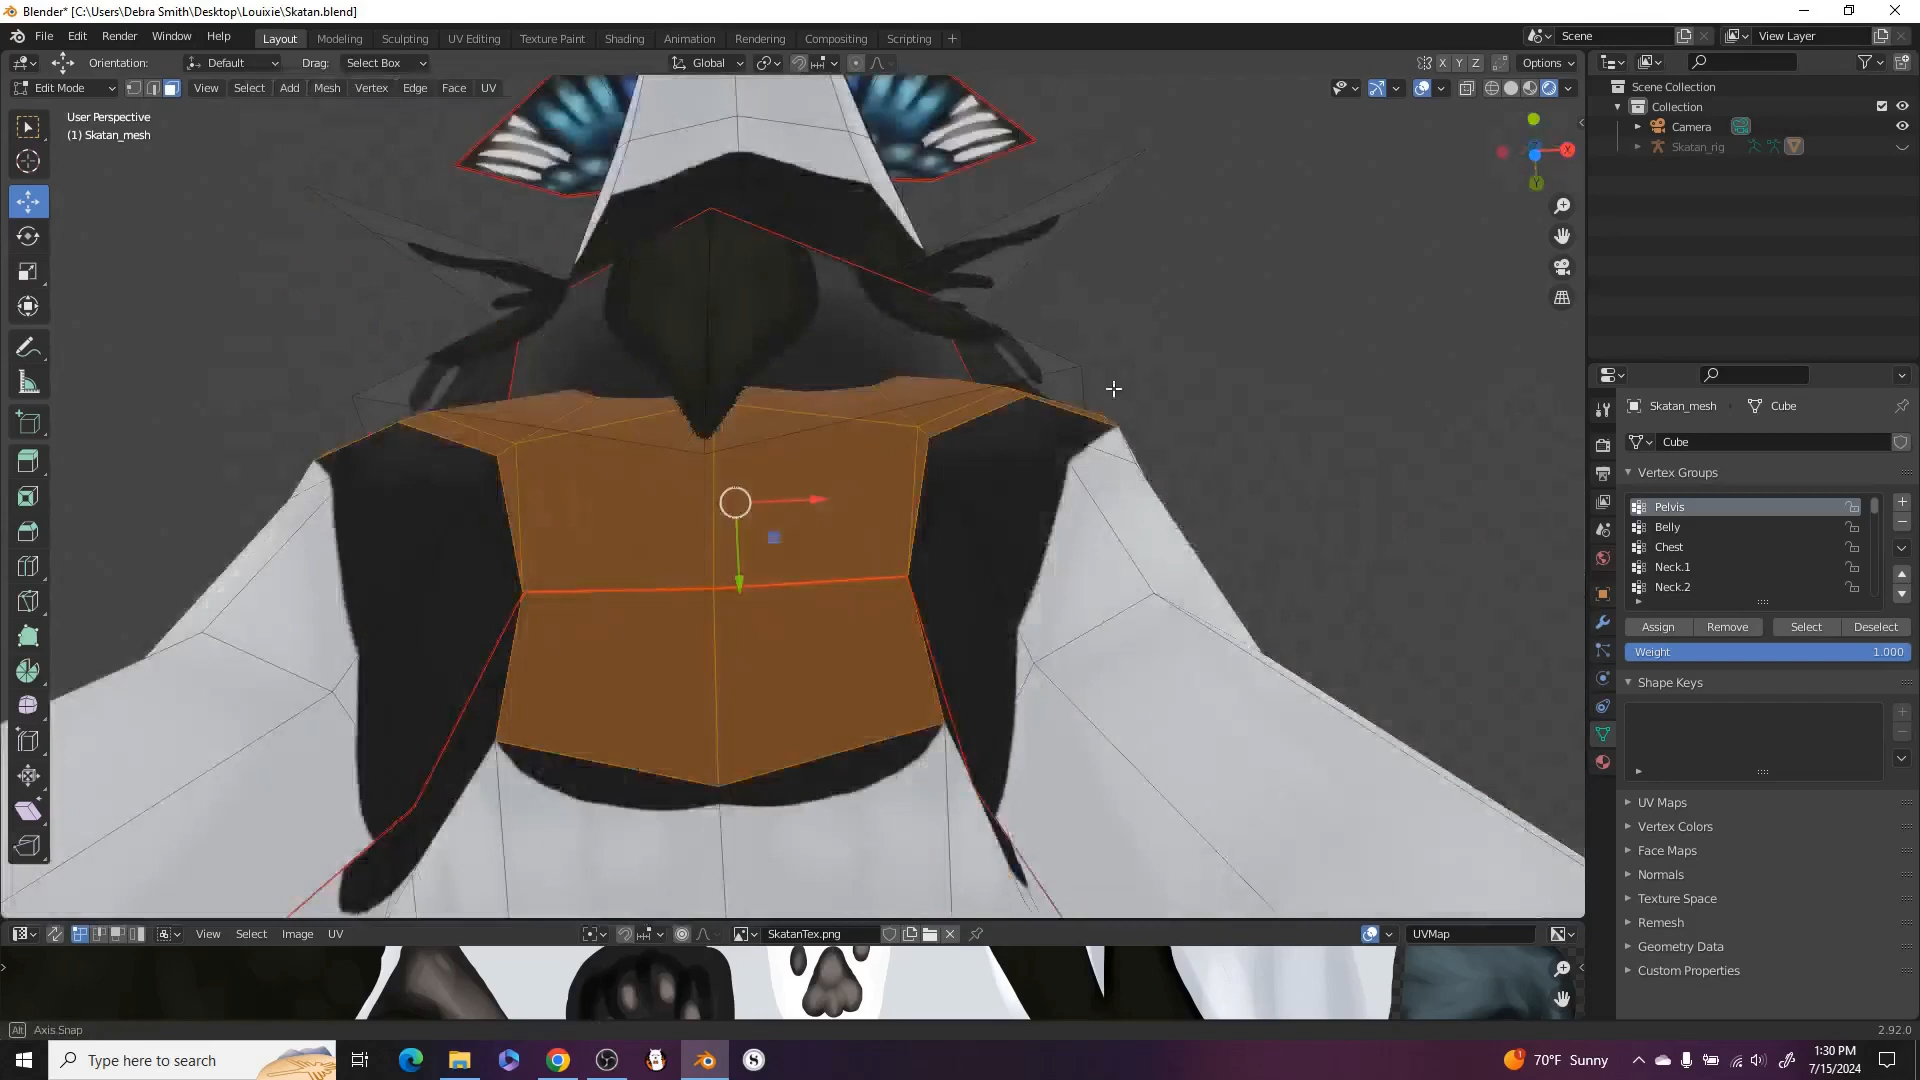 Blender* [C:\Users\Debra Smith\Desktop\Louixie\Skatan.blend]
File Edit Render Window Help Layout Modeling Sculpting UV Editing Texture Paint Shading Animation Rendering Compositing Scripting + Scene View Layer
Orientation: Default Drag: Select Box Global X Y Z Options
Edit Mode View Select Add Mesh Vertex Edge Face UV
User Perspective
(1) Skatan_mesh
X
Y
Z
Scene Collection
Collection
Camera
Skatan_rig
Skatan_mesh Cube
Cube
Vertex Groups
Pelvis
Belly
Chest
Neck.1
Neck.2
Assign Remove Select Deselect
Weight 1.000
Shape Keys
UV Maps
Vertex Colors
Face Maps
Normals
Texture Space
Remesh
Geometry Data
Custom Properties
View Select Image UV SkatanTex.png UVMap
Alt Axis Snap 2.92.0
Type here to search 70°F Sunny 1:30 PM
7/15/2024